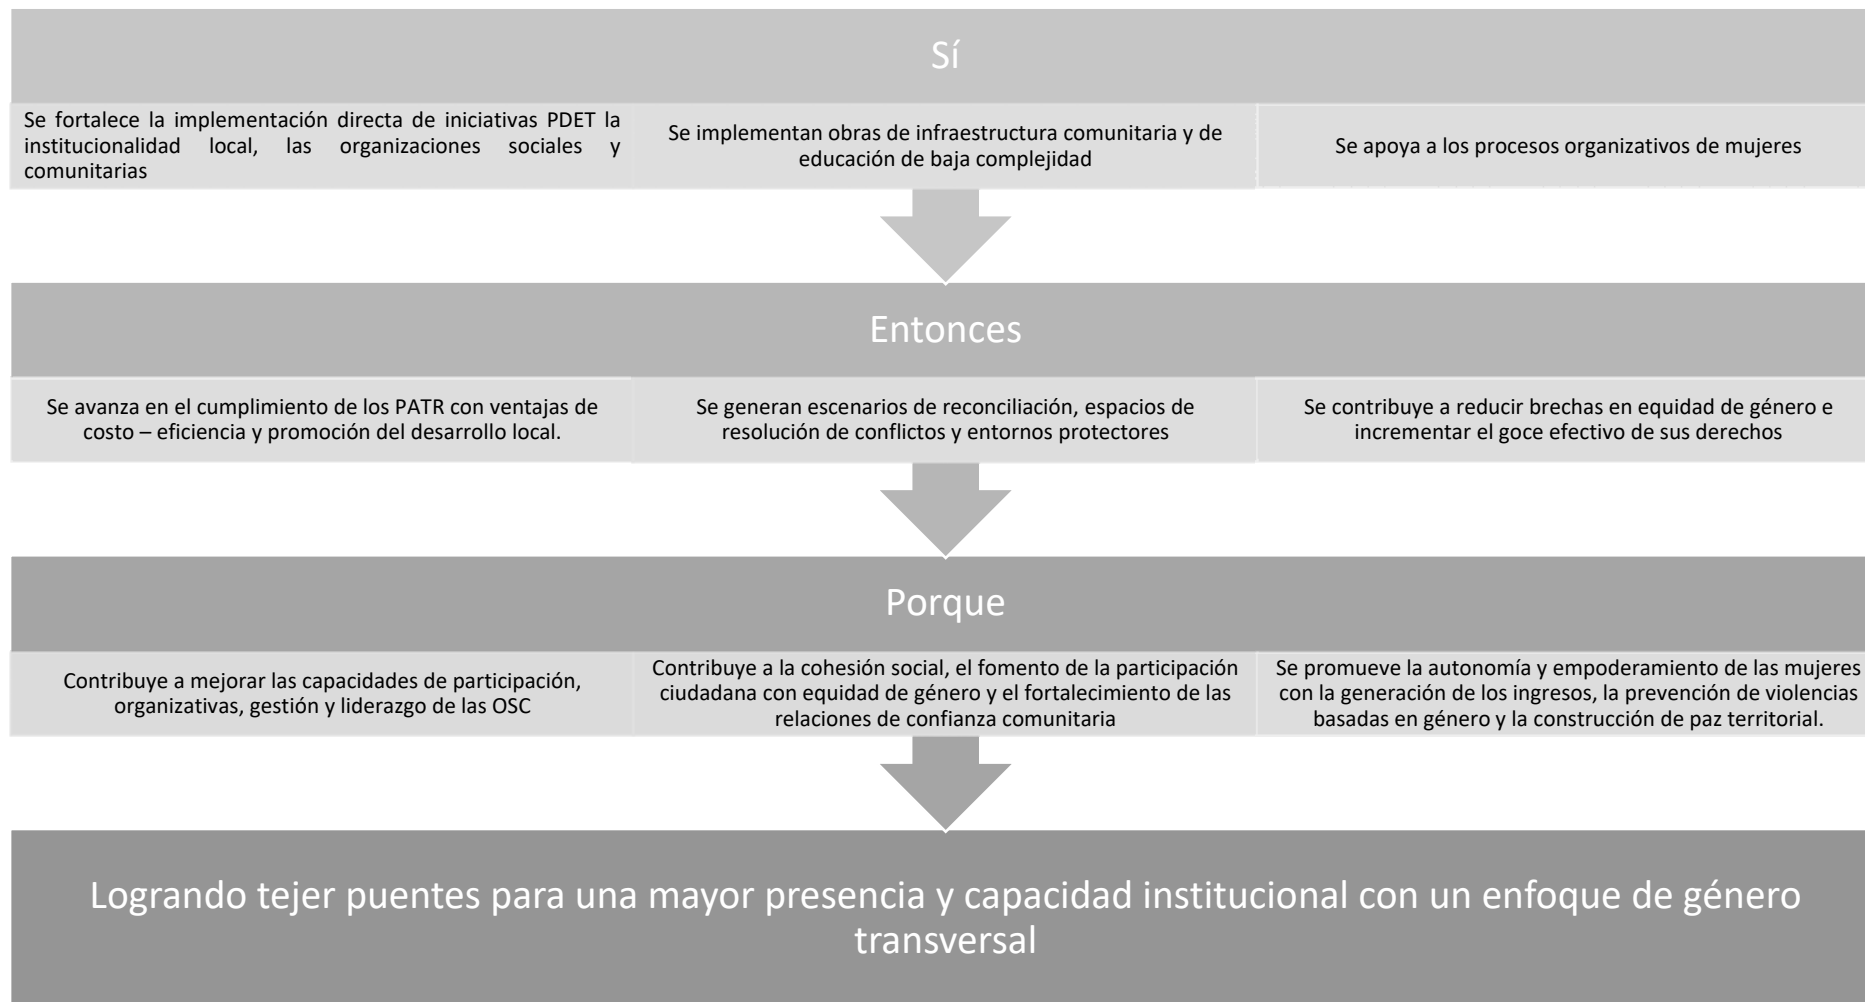 Sí
Se fortalece la implementación directa de iniciativas PDET la
institucionalidad local, las organizaciones sociales y
comunitarias
Se implementan obras de infraestructura comunitaria y de
educación de baja complejidad
Se apoya a los procesos organizativos de mujeres
Entonces
Se avanza en el cumplimiento de los PATR con ventajas de
costo – eficiencia y promoción del desarrollo local.
Se generan escenarios de reconciliación, espacios de
resolución de conflictos y entornos protectores
Se contribuye a reducir brechas en equidad de género e
incrementar el goce efectivo de sus derechos
Porque
Contribuye a mejorar las capacidades de participación,
organizativas, gestión y liderazgo de las OSC
Contribuye a la cohesión social, el fomento de la participación
ciudadana con equidad de género y el fortalecimiento de las
relaciones de confianza comunitaria
Se promueve la autonomía y empoderamiento de las mujeres
con la generación de los ingresos, la prevención de violencias
basadas en género y la construcción de paz territorial.
Logrando tejer puentes para una mayor presencia y capacidad institucional con un enfoque de género
transversal